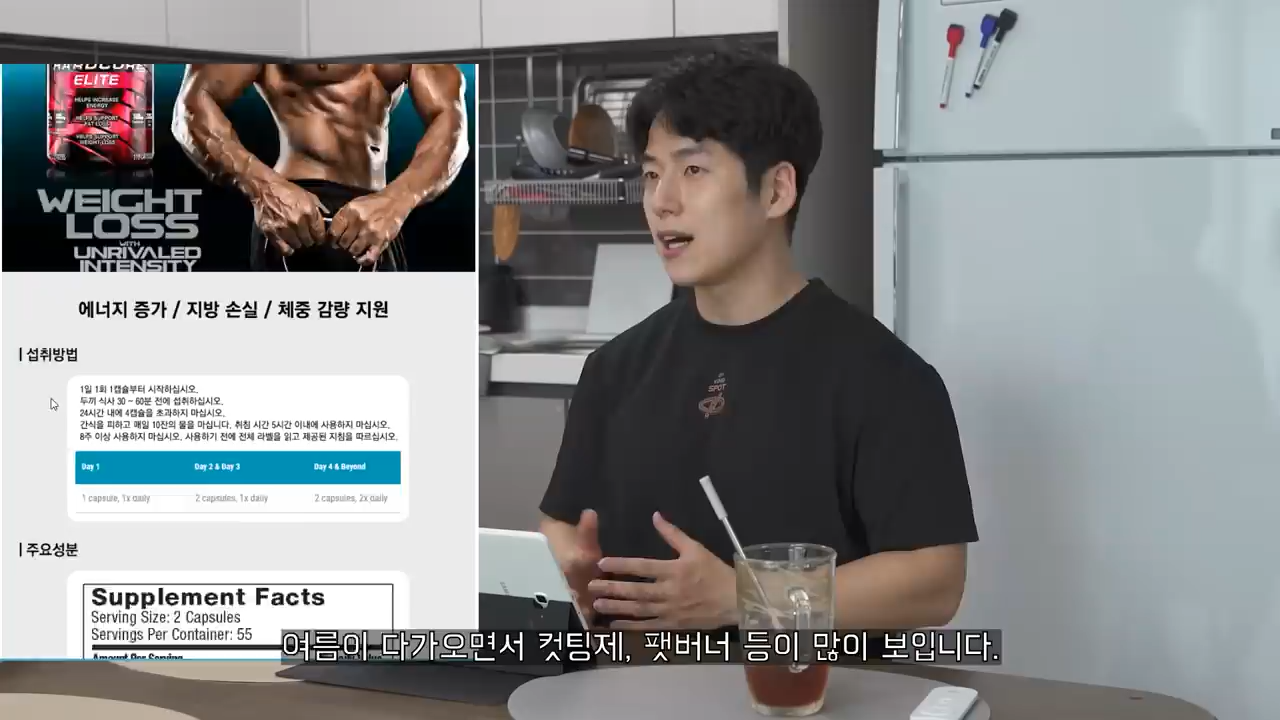 HARDCORE
ELITE
HELPS INCREASE
ENERGY
HELPS SUPPORT
FAT LOSS
HELPS SUPPORT
WEIGHT LOSS
WEIGHT
LOSS
WITH
UNRIVALED
INTENSITY
에너지 증가 / 지방 손실 / 체중 감량 지원
섭취방법
1일 1회 1캡슐부터 시작하십시오.
두끼 식사 30 - 60분 전에 섭취하십시오.
24시간 내에 4캡슐을 초과하지 마십시오.
간식을 피하고 매일 10잔의 물을 마십니다. 취침 시간 5시간 이내에 사용하지 마십시오.
8주 이상 사용하지 마십시오. 사용하기 전에 전체 라벨을 읽고 제공된 지침을 따르십시오.
Day 1 Day 2 & Day 3 Day 4 & Beyond
1 capsule, 1x daily 2 capsules, 1x daily 2 capsules, 2x daily
주요성분
Supplement Facts
Serving Size: 2 Capsules
Servings Per Container: 55
Amount Per Serving
SPOT
여름이 다가오면서 컷팅제, 팻버너 등이 많이 보입니다.